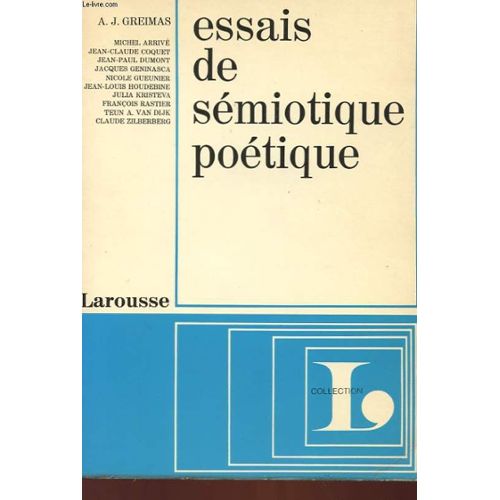 Le-livre.com
A. J. GREIMAS
MICHEL ARRIVÉ
JEAN-CLAUDE COQUET
JEAN-PAUL DUMONT
JACQUES GENINASCA
NICOLE GUEUNIER
JEAN-LOUIS HOUDEBINE
JULIA KRISTEVA
FRANÇOIS RASTIER
TEUN A. VAN DIJK
CLAUDE ZILBERBERG
essais
de
sémiotique
poétique
Larousse
COLLECTION
L